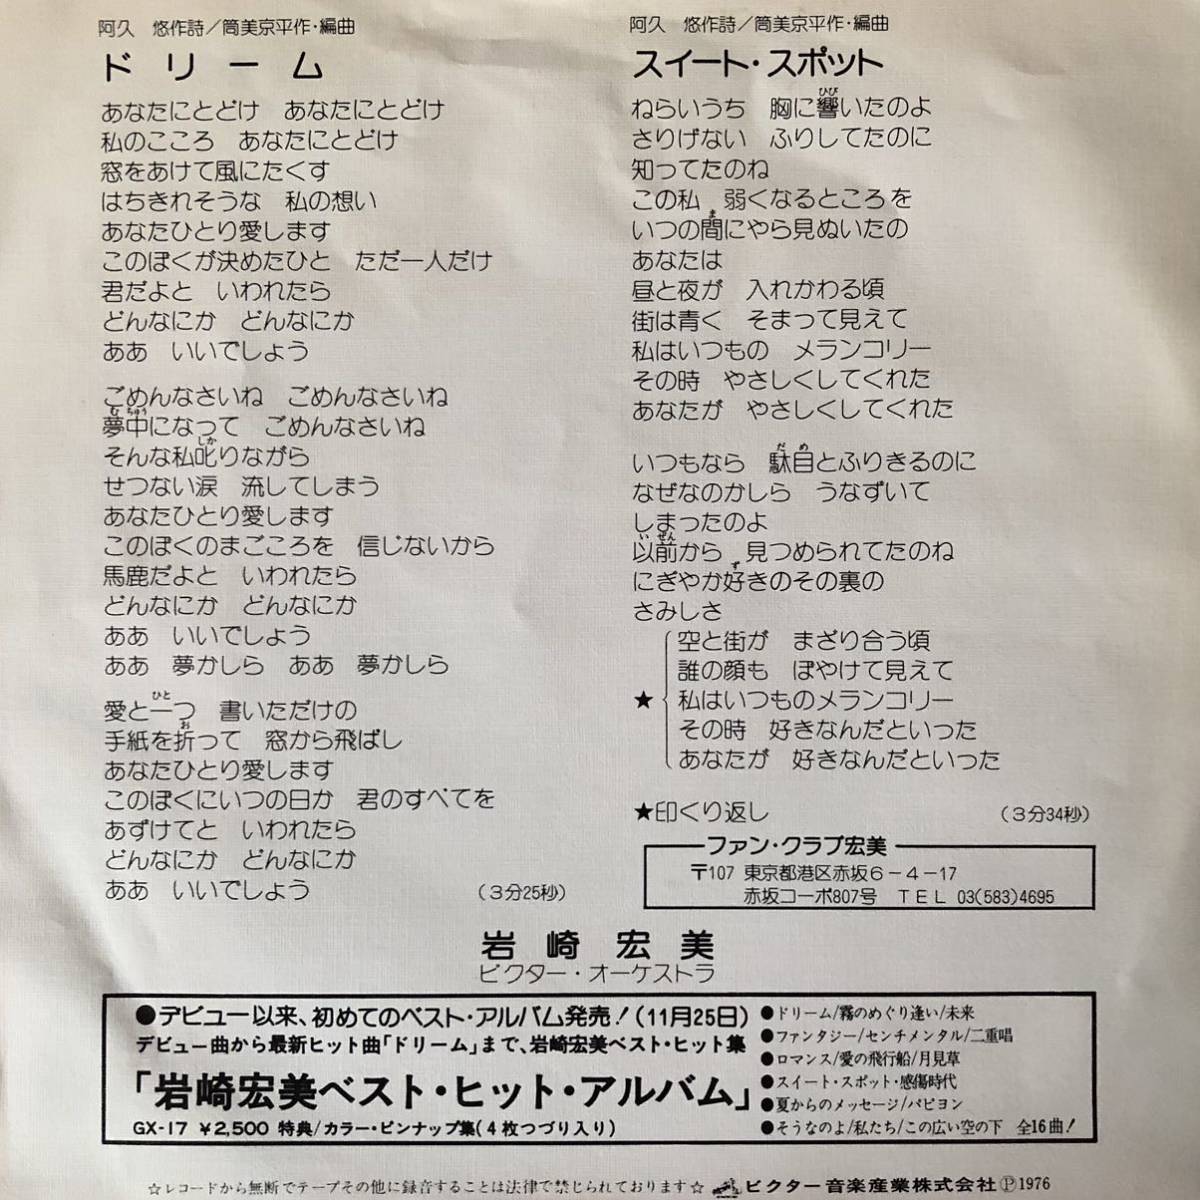 阿久　悠作詩／筒美京平作・編曲
ドリーム
あなたにとどけ　あなたにとどけ
私のこころ　あなたにとどけ
窓をあけて風にたくす
はちきれそうな　私の想い
あなたひとり愛します
このぼくが決めたひと　ただ一人だけ
君だよと　いわれたら
どんなにか　どんなにか
ああ　いいでしょう
ごめんなさいね　ごめんなさいね
む ちゅう
夢中になって　ごめんなさいね
しか
そんな私叱りながら
せつない涙　流してしまう
あなたひとり愛します
このぼくのまごころを　信じないから
馬鹿だよと　いわれたら
どんなにか　どんなにか
ああ　いいでしょう
ああ　夢かしら　ああ　夢かしら
ひと
愛と一つ　書いただけの
お
手紙を折って　窓から飛ばし
あなたひとり愛します
このぼくにいつの日か　君のすべてを
あずけてと　いわれたら
どんなにか　どんなにか
ああ　いいでしょう　（３分25秒）
阿久　悠作詩／筒美京平作・編曲
スイート・スポット
ひび
ねらいうち　胸に響いたのよ
さりげない　ふりしてたのに
知ってたのね
この私　弱くなるところを
ま
いつの間にやら見ぬいたの
あなたは
昼と夜が　入れかわる頃
街は青く　そまって見えて
私はいつもの　メランコリー
その時　やさしくしてくれた
あなたが　やさしくしてくれた
だ め
いつもなら　駄目とふりきるのに
なぜなのかしら　うなずいて
しまったのよ
いぜん
以前から　見つめられてたのね
ず
にぎやか好きのその裏の
さみしさ
空と街が　まざり合う頃
誰の顔も　ぼやけて見えて
★ 私はいつものメランコリー
その時　好きなんだといった
あなたが　好きなんだといった
★印くり返し　（３分34秒）
ファン・クラブ宏美
〒107 東京都港区赤坂６－４－17
赤坂コーポ807号　ＴＥＬ 03(583)4695
岩崎宏美
ビクター・オーケストラ
●デビュー以来、初めてのベスト・アルバム発売！（11月25日）
デビュー曲から最新ヒット曲「ドリーム」まで、岩崎宏美ベスト・ヒット集
「岩崎宏美ベスト・ヒット・アルバム」
GX-17 ￥2,500 特典/カラー・ピンナップ集（４枚つづり入り）
●ドリーム/霧のめぐり逢い/未来
●ファンタジー/センチメンタル/二重唱
●ロマンス/愛の飛行船/月見草
●スイート・スポット・感傷時代
●夏からのメッセージ/パピヨン
●そうなのよ/私たち/この広い空の下　全16曲！
☆レコードから無断でテープその他に録音することは法律で禁じられております☆ ビクター音楽産業株式会社Ⓟ1976